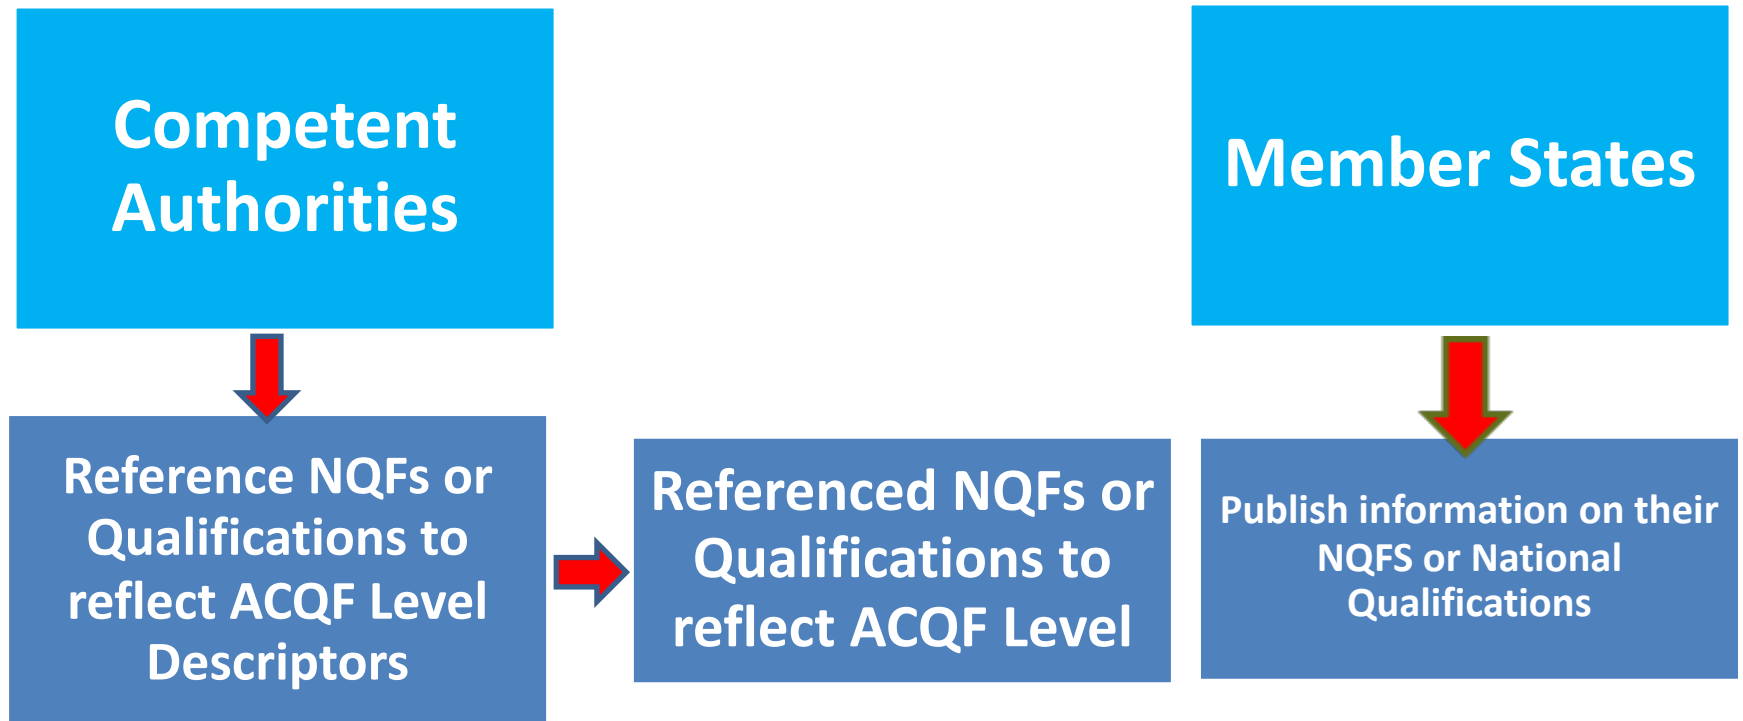 Competent
Authorities
Member States
Reference NQFs or
Qualifications to
reflect ACQF Level
Descriptors
Referenced NQFs or
Qualifications to
reflect ACQF Level
Publish information on their
NQFS or National
Qualifications